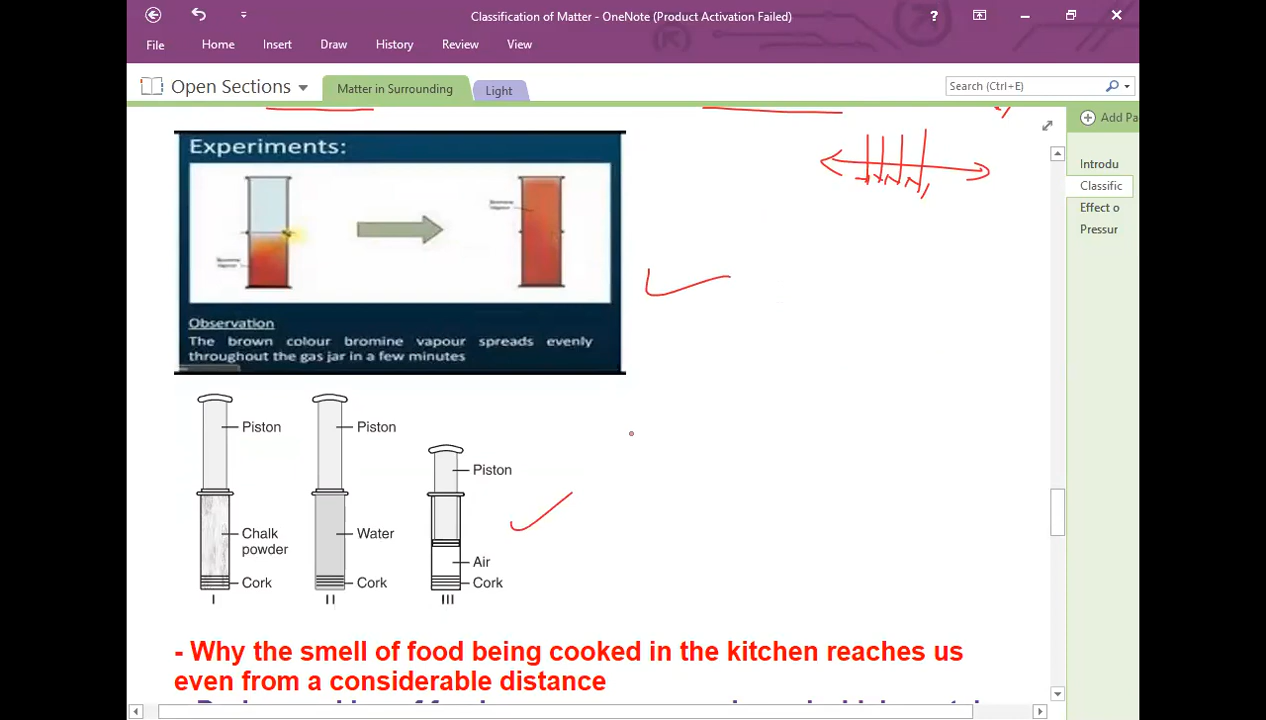 Classification of Matter - OneNote (Product Activation Failed)
?
File Home Insert Draw History Review View
Open Sections Matter in Surrounding Light Search (Ctrl+E)
Add Pa
Introdu
Classific
Effect o
Pressur
Experiments:
Observation
The brown colour bromine vapour spreads evenly
throughout the gas jar in a few minutes
Piston Piston
Piston
Chalk
powder
Water
Air
Cork Cork Cork
I II III
- Why the smell of food being cooked in the kitchen reaches us
even from a considerable distance